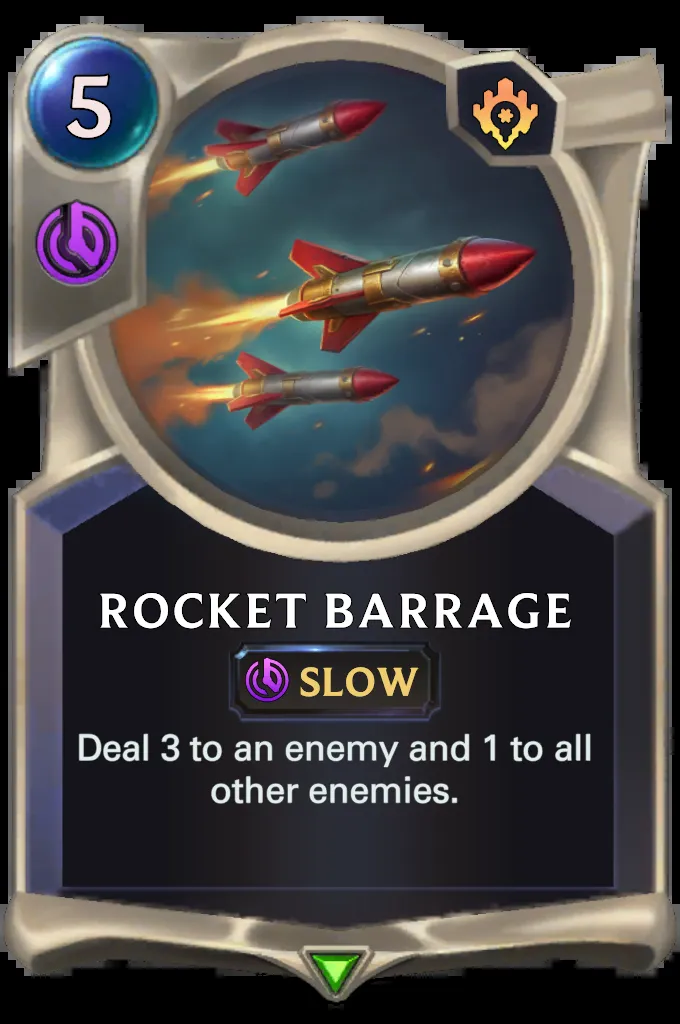 5
ROCKET BARRAGE
SLOW
Deal 3 to an enemy and 1 to all
other enemies.